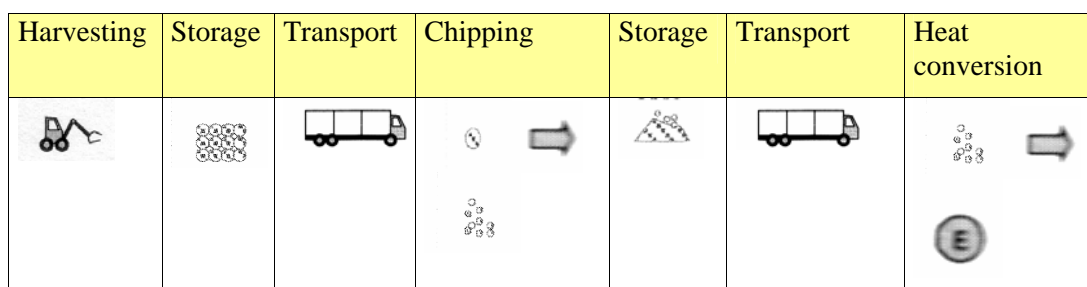 Harvesting
Storage
Transport
Chipping
Storage
Transport
Heat
conversion
E